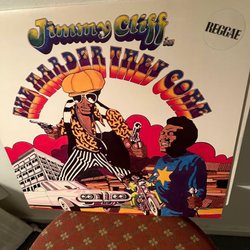 Jimmy Cliff
in
THE HARDER THEY COME
REGGAE